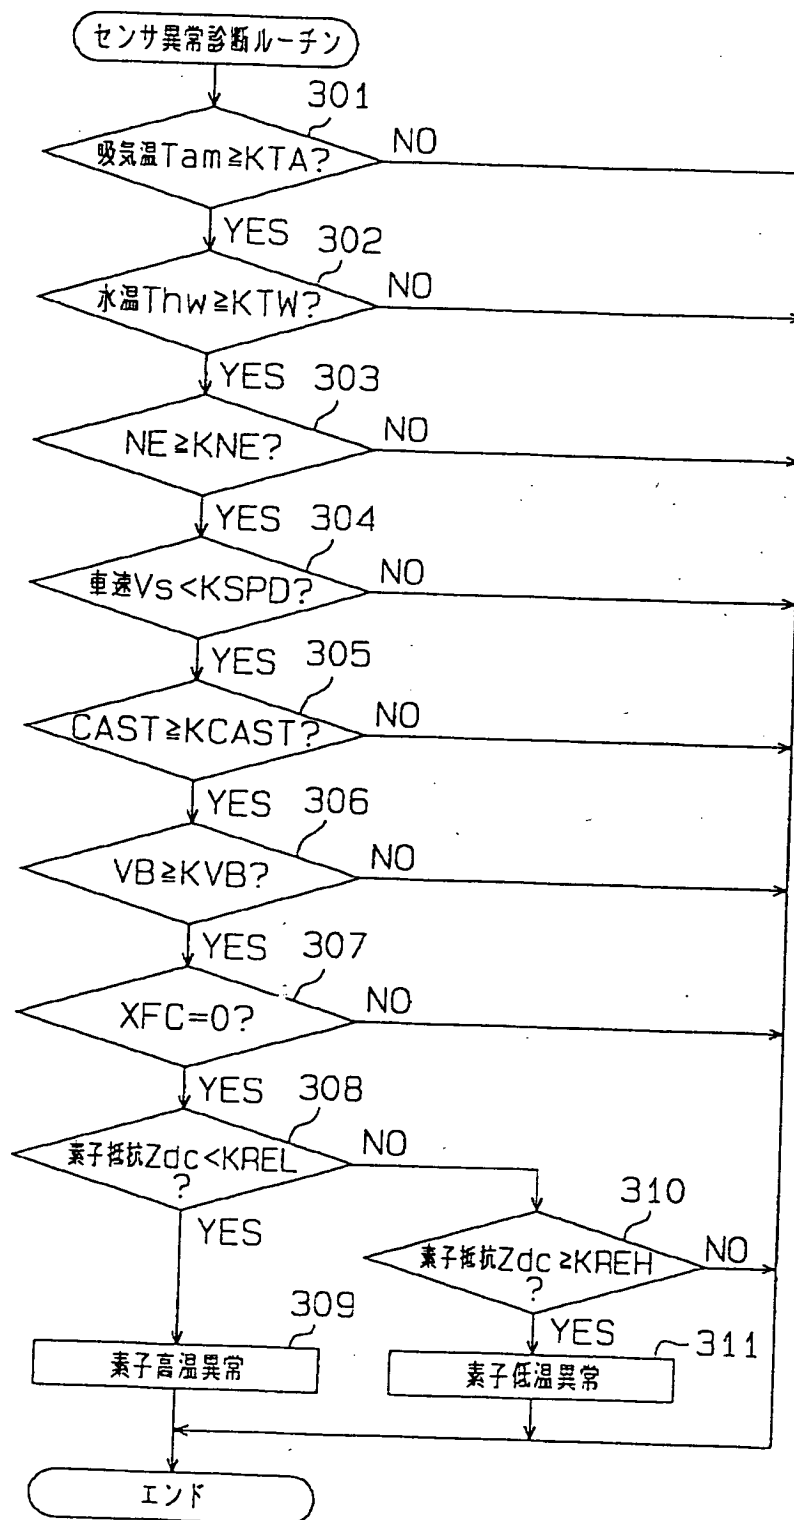 センサ異常診断ルーチン
301
吸気温Tam≧KTA?
NO
YES
302
水温Thw≧KTW?
NO
YES
303
NE≧KNE?
NO
YES
304
車速Vs<KSPD?
NO
YES
305
CAST≧KCAST?
NO
YES
306
VB≧KVB?
NO
YES
307
XFC=0?
NO
YES
308
素子抵抗Zdc<KREL
?
NO
YES
310
素子抵抗Zdc≧KREH
?
NO
YES
309
素子高温異常
311
素子低温異常
エンド